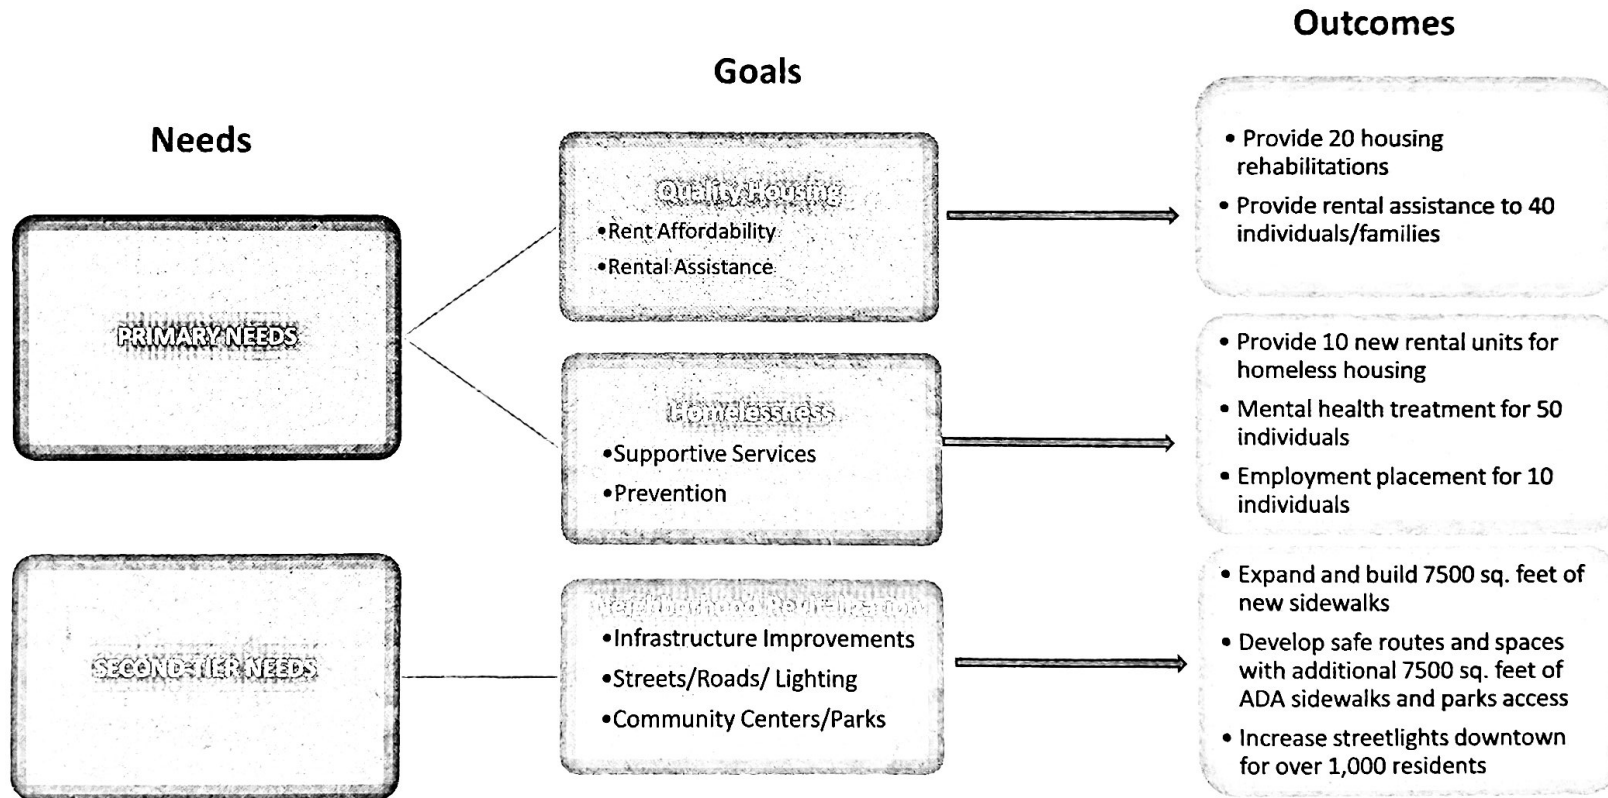 Needs
Goals
Outcomes
PRIMARY NEEDS
Quality Housing
•Rent Affordability
•Rental Assistance
• Provide 20 housing
rehabilitations
• Provide rental assistance to 40
individuals/families
Homelessness
•Supportive Services
•Prevention
• Provide 10 new rental units for
homeless housing
• Mental health treatment for 50
individuals
• Employment placement for 10
individuals
SECOND-TIER NEEDS
Neighborhood Revitalization
•Infrastructure Improvements
•Streets/Roads/ Lighting
•Community Centers/Parks
• Expand and build 7500 sq. feet of
new sidewalks
• Develop safe routes and spaces
with additional 7500 sq. feet of
ADA sidewalks and parks access
• Increase streetlights downtown
for over 1,000 residents